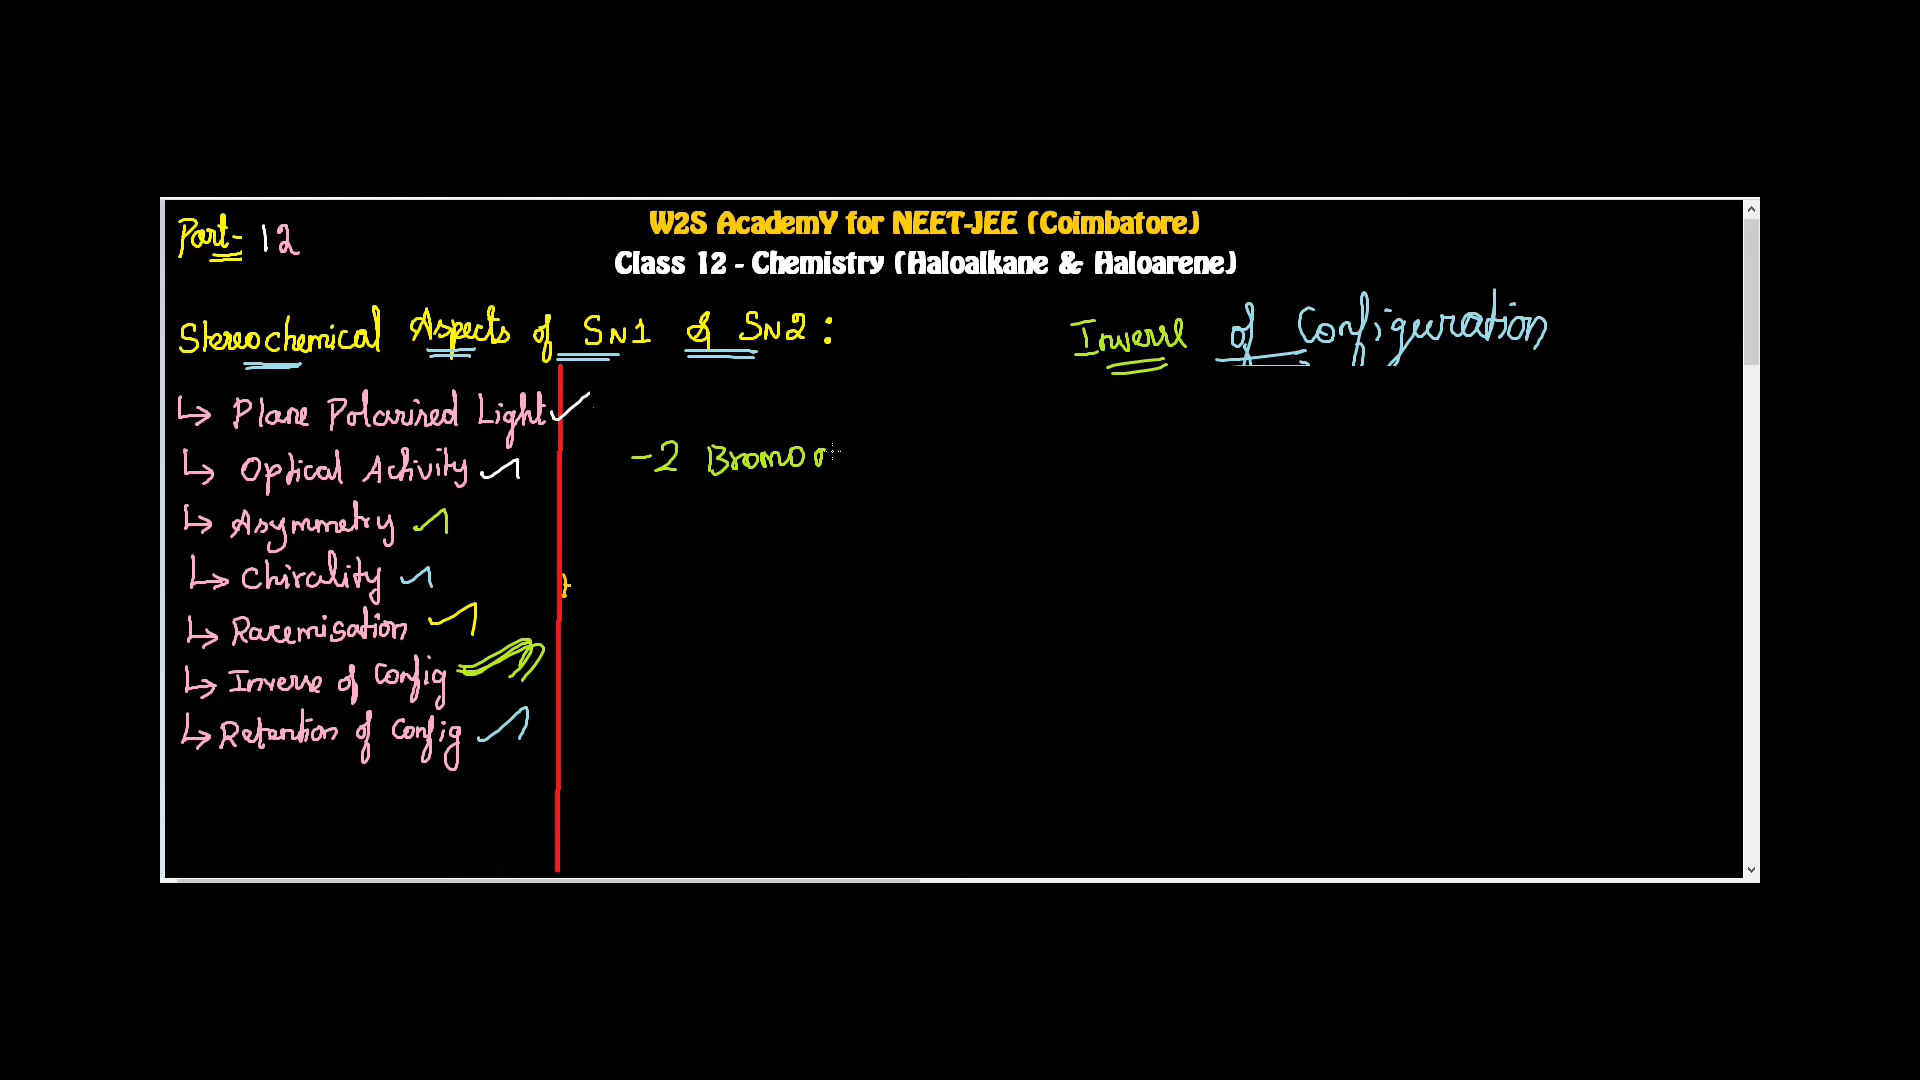 Part- 12
W2S AcademY for NEET-JEE (Coimbatore)
Class 12 - Chemistry (Haloalkane & Haloarene)
Stereochemical Aspects of SN1 & SN2 :
Inverse of Configuration
↳ Plane Polarised Light ✓
↳ Optical Activity ✓
↳ Asymmetry ✓
↳ Chirality ✓
↳ Racemisation ✓
↳ Inverse of Config ✓
↳ Retention of Config ✓
-2 Bromo o